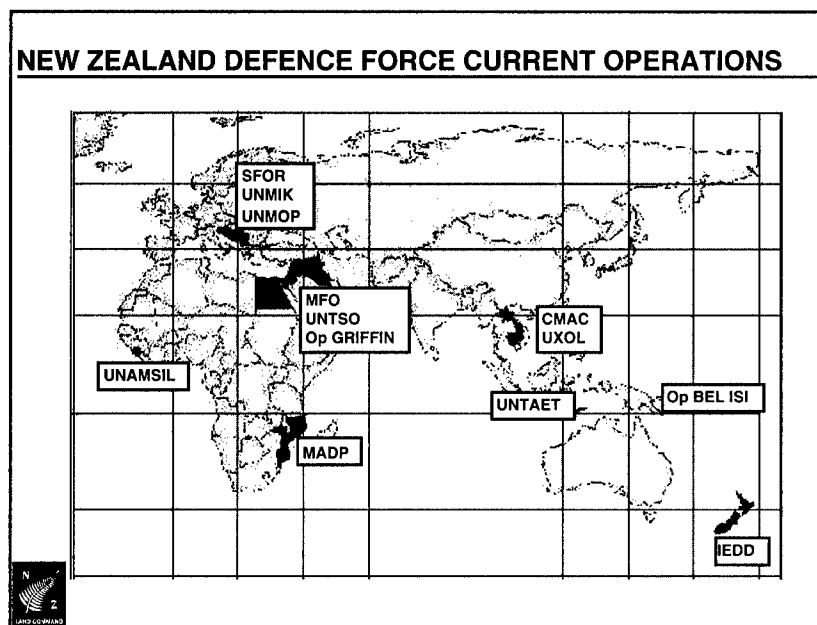 NEW ZEALAND DEFENCE FORCE CURRENT OPERATIONS
SFOR
UNMIK
UNMOP
MFO
UNTSO
Op GRIFFIN
CMAC
UXOL
UNAMSIL
UNTAET
Op BEL ISI
MADP
IEDD
N
Z
LAND COMMAND